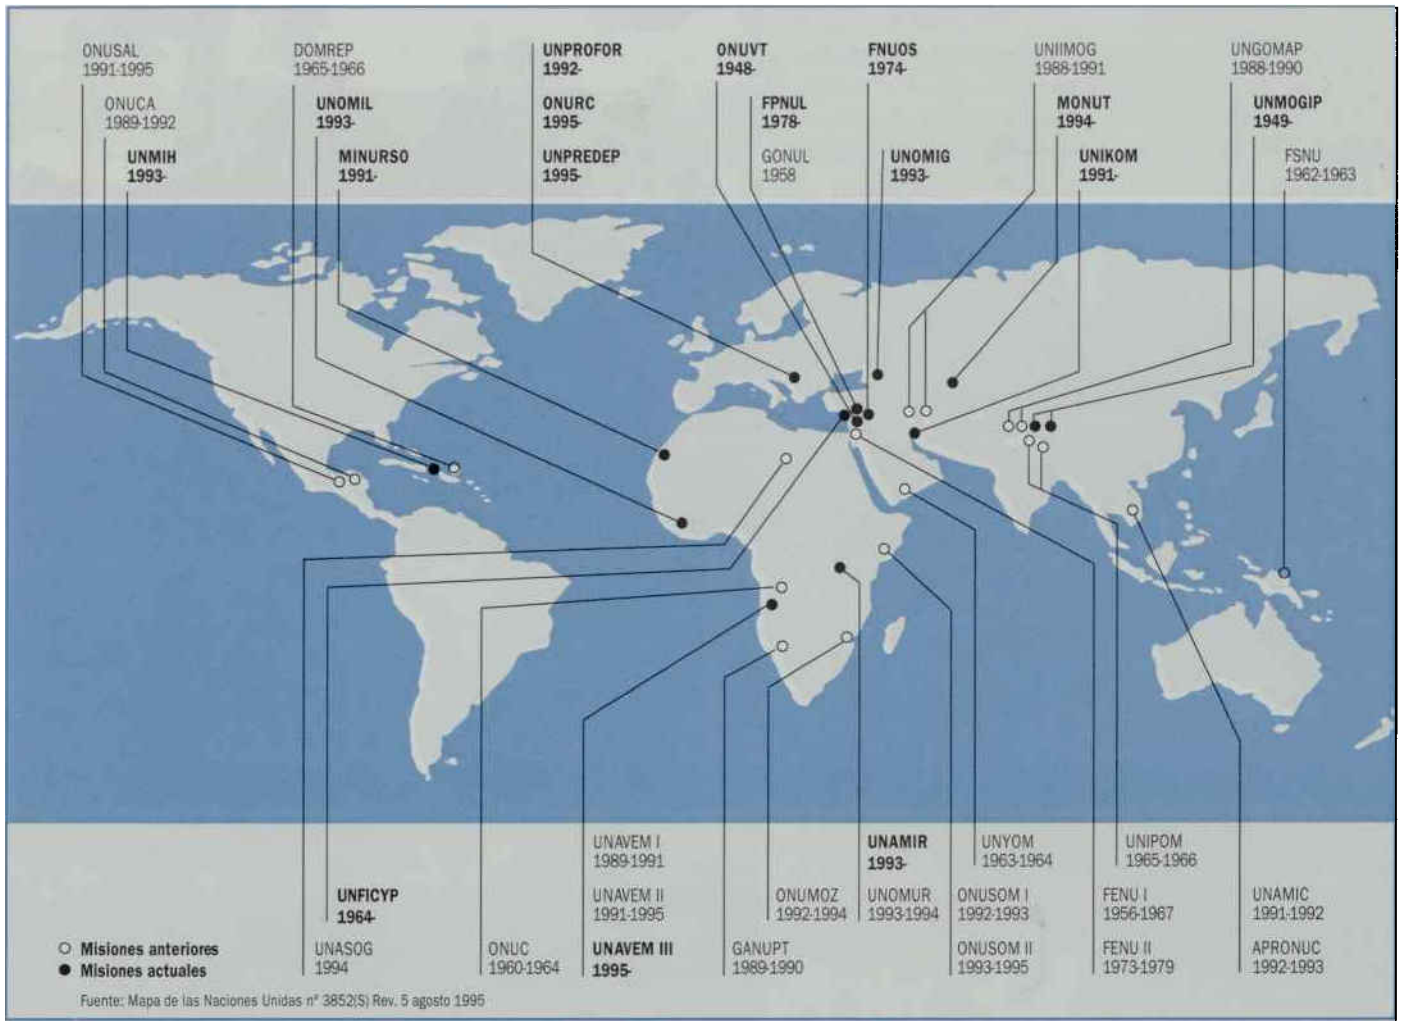 ONUSAL
1991-1995
DOMREP
1965-1966
UNPROFOR
1992-
ONUVT
1948-
FNUOS
1974-
UNIIMOG
1988-1991
UNGOMAP
1988-1990
ONUCA
1989-1992
UNOMIL
1993-
ONURC
1995-
FPNUL
1978-
MONUT
1994-
UNMOGIP
1949-
UNMIH
1993-
MINURSO
1991-
UNPREDEP
1995-
GONUL
1958
UNOMIG
1993-
UNIKOM
1991-
FSNU
1962-1963
UNAVEM I
1989-1991
UNAMIR
1993-
UNYOM
1963-1964
UNIPOM
1965-1966
UNFICYP
1964-
UNAVEM II
1991-1995
ONUMOZ
1992-1994
UNOMUR
1993-1994
ONUSOM I
1992-1993
FENU I
1956-1967
UNAMIC
1991-1992
UNASOG
1994
ONUC
1960-1964
UNAVEM III
1995-
GANUPT
1989-1990
ONUSOM II
1993-1995
FENU II
1973-1979
APRONUC
1992-1993
Misiones anteriores
Misiones actuales
Fuente: Mapa de las Naciones Unidas nº 3852(S) Rev. 5 agosto 1995